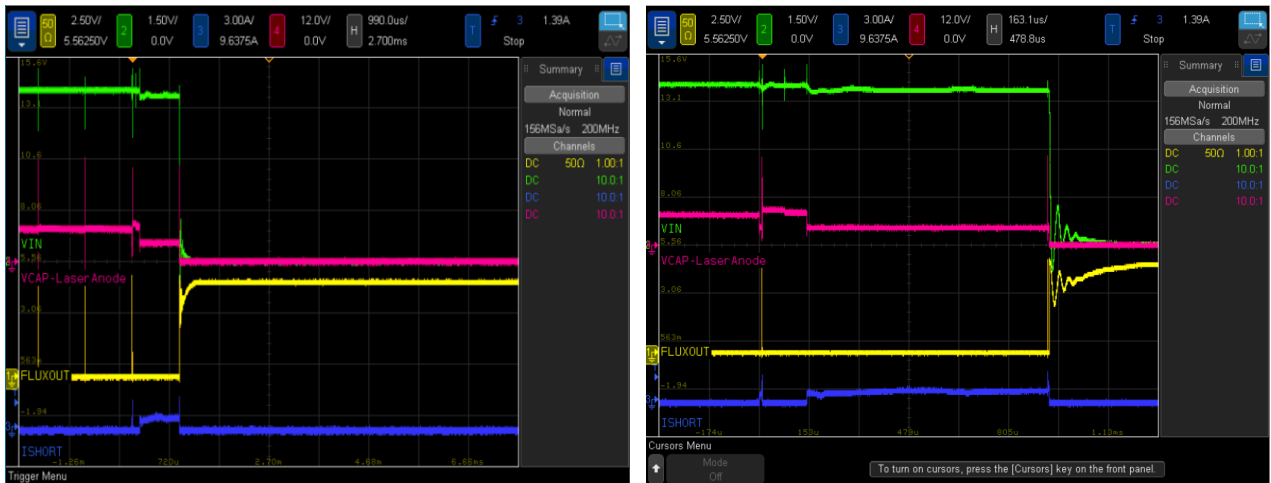 50 Ω 2.50V/ 5.56250V 2 1.50V/ 0.0V 3 3.00A/ 9.6375A 4 12.0V/ 0.0V H 990.0us/ 2.700ms T 3 1.39A Stop
15.6V
13.1
10.6
8.06
VIN
5.56
VCAP-LaserAnode
3.06
563m
FLUXOUT
-1.94
ISHORT
-1.26m 720u 2.70m 4.68m 6.66ms
Trigger Menu
Summary
Acquisition
Normal
156MSa/s 200MHz
Channels
DC 50Ω 1.00:1
DC 10.0:1
DC 10.0:1
DC 10.0:1
50 Ω 2.50V/ 5.56250V 2 1.50V/ 0.0V 3 3.00A/ 9.6375A 4 12.0V/ 0.0V H 163.1us/ 478.8us T 3 1.39A Stop
15.6V
13.1
10.6
8.06
VIN
5.56
VCAP-LaserAnode
3.06
563m
FLUXOUT
-1.94
ISHORT
-174u 153u 479u 805u 1.13ms
Summary
Acquisition
Normal
156MSa/s 200MHz
Channels
DC 50Ω 1.00:1
DC 10.0:1
DC 10.0:1
DC 10.0:1
Cursors Menu
Mode
Off
To turn on cursors, press the [Cursors] key on the front panel.